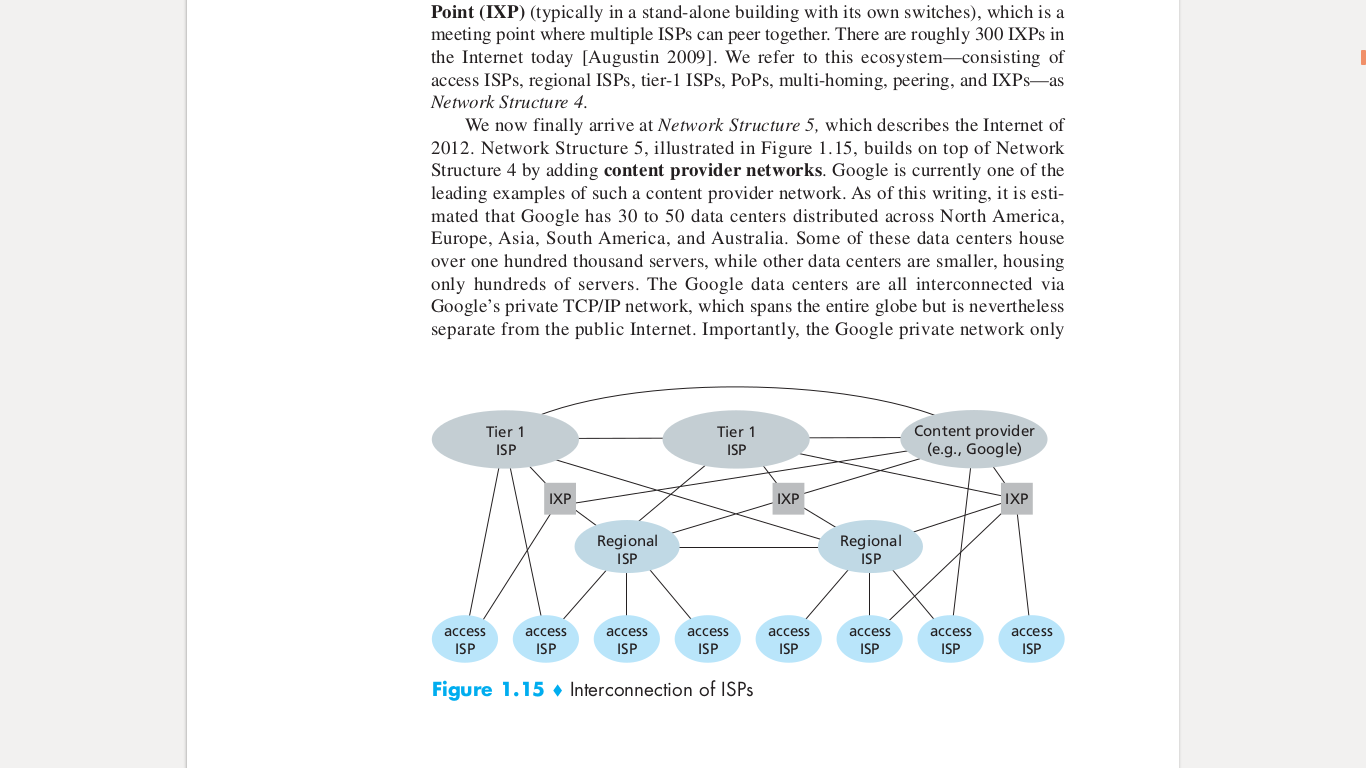 Point (IXP) (typically in a stand-alone building with its own switches), which is a
meeting point where multiple ISPs can peer together. There are roughly 300 IXPs in
the Internet today [Augustin 2009]. We refer to this ecosystem—consisting of
access ISPs, regional ISPs, tier-1 ISPs, PoPs, multi-homing, peering, and IXPs—as
Network Structure 4.
We now finally arrive at Network Structure 5, which describes the Internet of
2012. Network Structure 5, illustrated in Figure 1.15, builds on top of Network
Structure 4 by adding content provider networks. Google is currently one of the
leading examples of such a content provider network. As of this writing, it is esti-
mated that Google has 30 to 50 data centers distributed across North America,
Europe, Asia, South America, and Australia. Some of these data centers house
over one hundred thousand servers, while other data centers are smaller, housing
only hundreds of servers. The Google data centers are all interconnected via
Google's private TCP/IP network, which spans the entire globe but is nevertheless
separate from the public Internet. Importantly, the Google private network only
Tier 1
ISP
Tier 1
ISP
Content provider
(e.g., Google)
IXP
IXP
IXP
Regional
ISP
Regional
ISP
access
ISP
access
ISP
access
ISP
access
ISP
access
ISP
access
ISP
access
ISP
access
ISP
Figure 1.15 ♦ Interconnection of ISPs